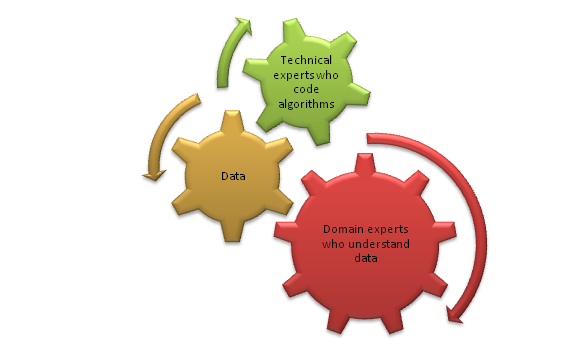 Technical
experts who
code
algorithms
Data
Domain experts
who understand
data